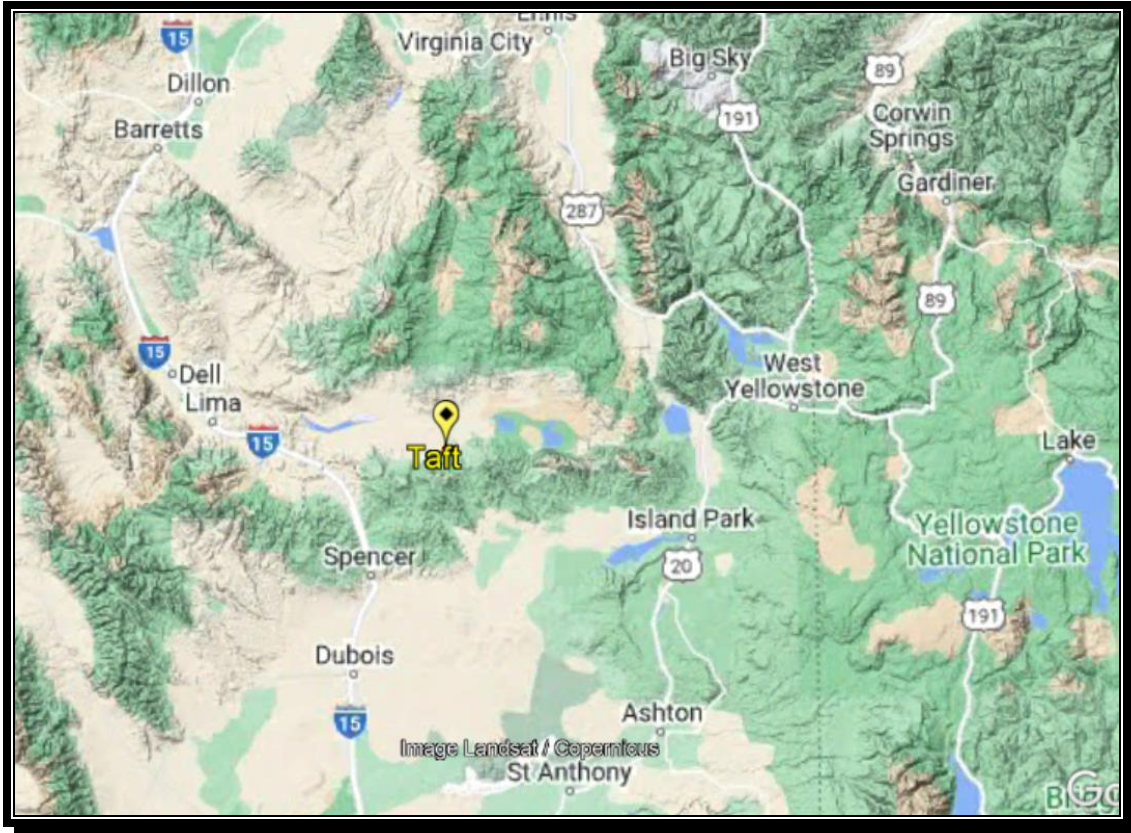 Ennis
15
Virginia City
Big Sky
89
Dillon
191
Corwin
Springs
Barretts
Gardiner
287
89
15
Dell
West
Yellowstone
Lima
15
Taft
Lake
Island Park
Yellowstone
National Park
Spencer
20
191
Dubois
Ashton
15
Image Landsat / Copernicus
St Anthony